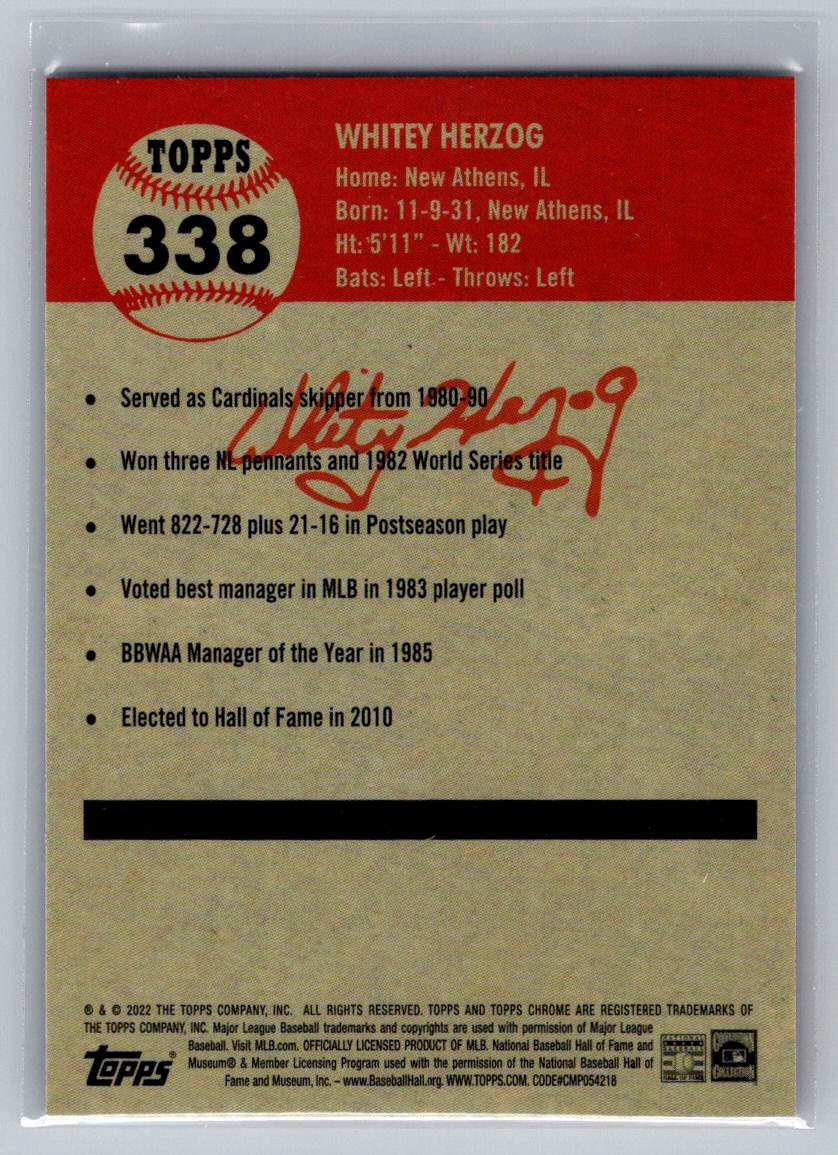 TOPPS
338
WHITEY HERZOG
Home: New Athens, IL
Born: 11-9-31, New Athens, IL
Ht: 5'11" - Wt: 182
Bats: Left - Throws: Left
Whitey Herzog
• Served as Cardinals skipper from 1980-90
• Won three NL pennants and 1982 World Series title
• Went 822-728 plus 21-16 in Postseason play
• Voted best manager in MLB in 1983 player poll
• BBWAA Manager of the Year in 1985
• Elected to Hall of Fame in 2010
® & © 2022 THE TOPPS COMPANY, INC. ALL RIGHTS RESERVED. TOPPS AND TOPPS CHROME ARE REGISTERED TRADEMARKS OF
THE TOPPS COMPANY, INC. Major League Baseball trademarks and copyrights are used with permission of Major League
Baseball. Visit MLB.com. OFFICIALLY LICENSED PRODUCT OF MLB. National Baseball Hall of Fame and
Museum® & Member Licensing Program used with the permission of the National Baseball Hall of
Fame and Museum, Inc. – www.BaseballHall.org. WWW.TOPPS.COM. CODE#CMP054218
topps®
HALL OF FAME
COOPERSTOWN
COLLECTION